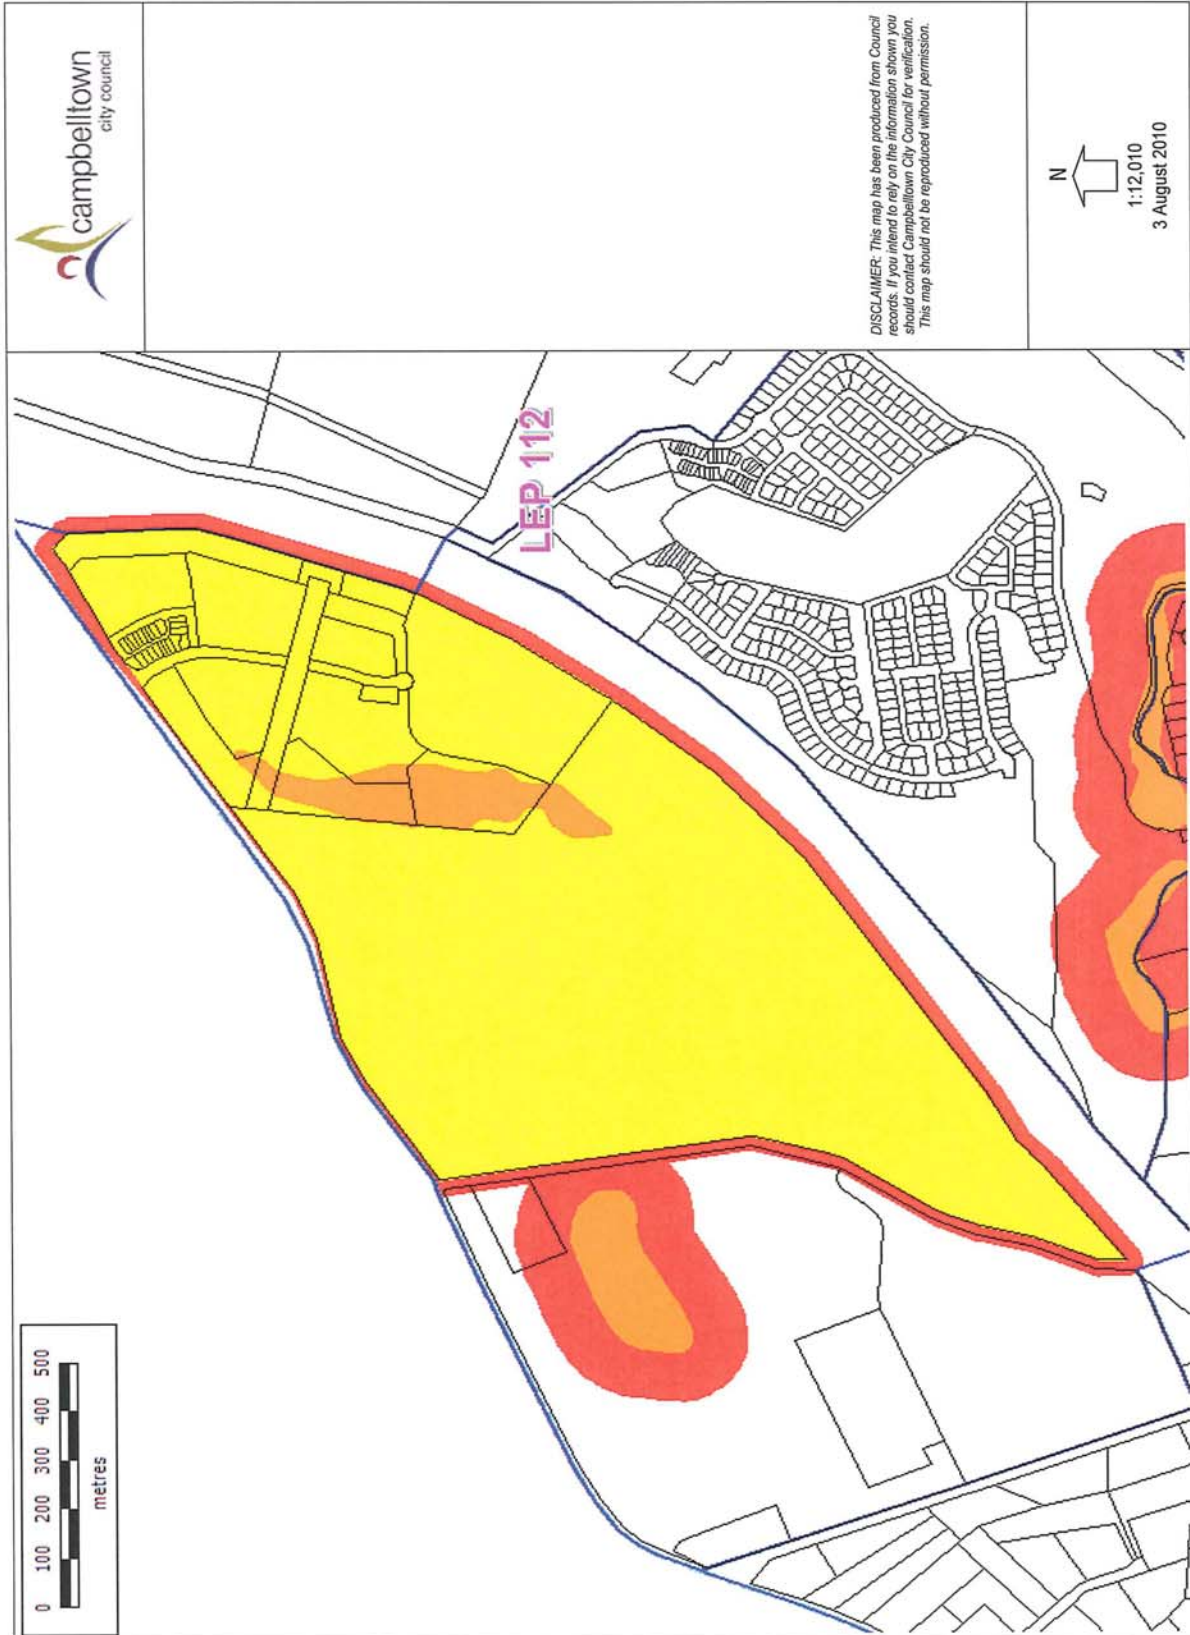 campbelltown
city council
DISCLAIMER: This map has been produced from Council
records. If you intend to rely on the information shown you
should contact Campbelltown City Council for verification.
This map should not be reproduced without permission.
N
1:12,010
3 August 2010
LEP 112
0 100 200 300 400 500
metres